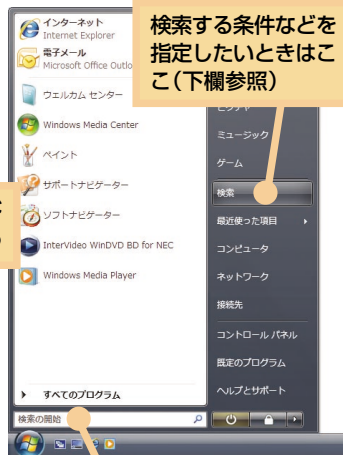 検索する条件などを
指定したいときはこ
こ(下欄参照)
インターネット
Internet Explorer
電子メール
Microsoft Office Outlo
ウェルカム センター
Windows Media Center
ペイント
サポートナビゲーター
ソフトナビゲーター
InterVideo WinDVD BD for NEC
Windows Media Player
すべてのプログラム
検索の開始
ミュージック
ゲーム
検索
最近使った項目
コンピュータ
ネットワーク
接続先
コントロール パネル
既定のプログラム
ヘルプとサポート